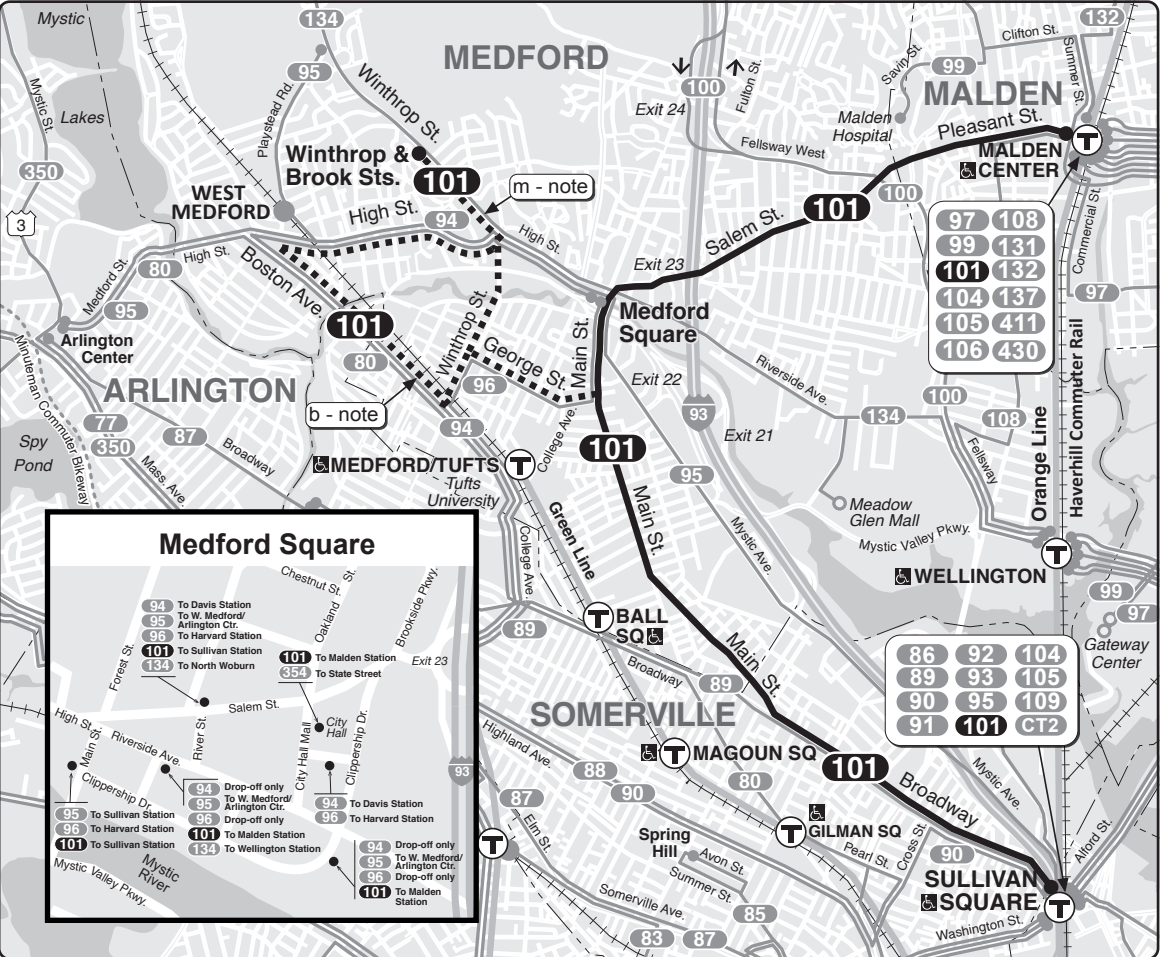 Mystic
134
MEDFORD
132
Clifton St.
Summer St.
Savin St.
99
95
Winthrop St.
100
Fulton St.
Exit 24
MALDEN
Mystic St.
Lakes
Playstead Rd.
Malden
Hospital
Pleasant St.
MALDEN
CENTER
T
Fellsway West
350
Winthrop &
Brook Sts.
101
m - note
WEST
MEDFORD
High St.
94
100
101
Salem St.
3
High St.
Commercial St.
97 108
99 131
101 132
104 137
105 411
106 430
80
High St.
Boston Ave.
Exit 23
Medford St.
95
97
101
Winthrop St.
Medford
Square
Arlington
Center
80
George St.
Main St.
Minuteman Commuter Bikeway
ARLINGTON
96
Exit 22
Riverside Ave.
Orange Line
Haverhill Commuter Rail
b - note
93
100
134
108
77
350
87
Broadway
94
College Ave.
101
Exit 21
Spy
Pond
Mass. Ave.
MEDFORD/TUFTS
T
Tufts
University
95
Fellsway
Main St.
Meadow
Glen Mall
Green Line
Mystic Ave.
Mystic Valley Pkwy.
College Ave.
T
WELLINGTON
99
97
Gateway
Center
89
T
BALL
SQ
Main St.
Broadway
89
86 92 104
89 93 105
90 95 109
91 101 CT2
SOMERVILLE
Highland Ave.
T
MAGOUN SQ
101
88
90
80
Broadway
Mystic Ave.
87
Elm St.
T
T
GILMAN SQ
Spring
Hill
Avon St.
Summer St.
Pearl St.
Cross St.
90
Alford St.
SULLIVAN
SQUARE
T
Somerville Ave.
85
83
87
Washington St.
Medford Square
Chestnut St.
Oakland St.
Brookside Pkwy.
94 To Davis Station
95 To W. Medford/
Arlington Ctr.
96 To Harvard Station
101 To Sullivan Station
134 To North Woburn
Forest St.
101 To Malden Station
354 To State Street
Exit 23
Salem St.
High St.
Main St.
Riverside Ave.
River St.
City Hall Mall
City
Hall
Clippership Dr.
93
Clippership Dr.
95 To Sullivan Station
96 To Harvard Station
101 To Sullivan Station
94 Drop-off only
95 To W. Medford/
Arlington Ctr.
96 Drop-off only
101 To Malden Station
134 To Wellington Station
94 To Davis Station
96 To Harvard Station
94 Drop-off only
95 To W. Medford/
Arlington Ctr.
96 Drop-off only
101 To Malden
Station
Mystic
River
Mystic Valley Pkwy.